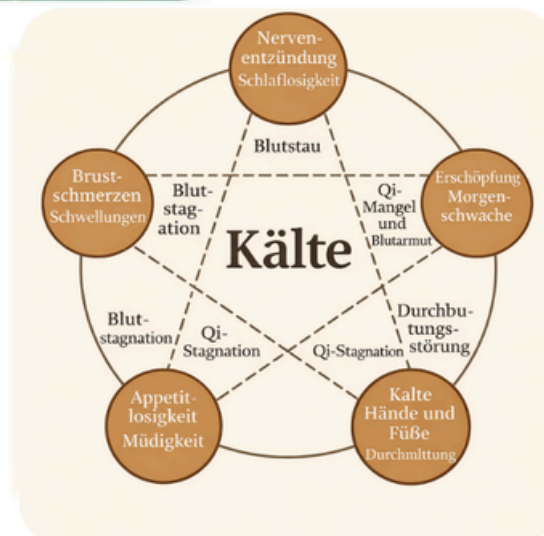 Nerven-
entzündung
Schlaflosigkeit
Blutstau
Brust-
schmerzen
Schwellungen
Blut-
stag-
ation
Qi-
Mangel
und
Blutarmut
Erschöpfung
Morgen-
schwache
Kälte
Blut-
stagnation
Qi-
Stagnation
Qi-Stagnation
Durchbu-
tungs-
störung
Appetit-
losigkeit
Müdigkeit
Kalte
Hände und
Füße
Durchmlttung